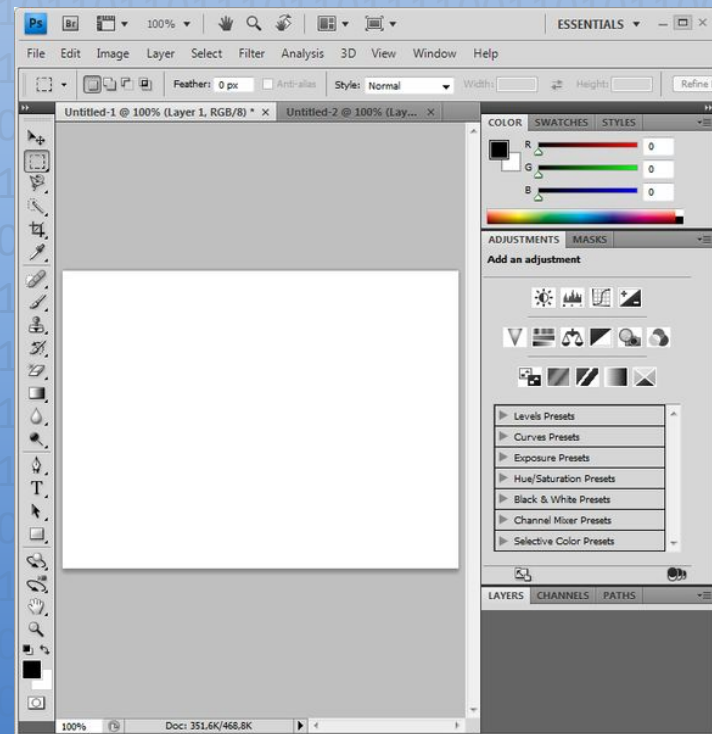 Ps Br 100% ESSENTIALS
File Edit Image Layer Select Filter Analysis 3D View Window Help
Feather: 0 px Anti-alias Style: Normal Width: Height: Refine
Untitled-1 @ 100% (Layer 1, RGB/8) * × Untitled-2 @ 100% (Lay... ×
COLOR SWATCHES STYLES
R 0
G 0
B 0
ADJUSTMENTS MASKS
Add an adjustment
Levels Presets
Curves Presets
Exposure Presets
Hue/Saturation Presets
Black & White Presets
Channel Mixer Presets
Selective Color Presets
LAYERS CHANNELS PATHS
T
100% Doc: 351,6K/468,8K